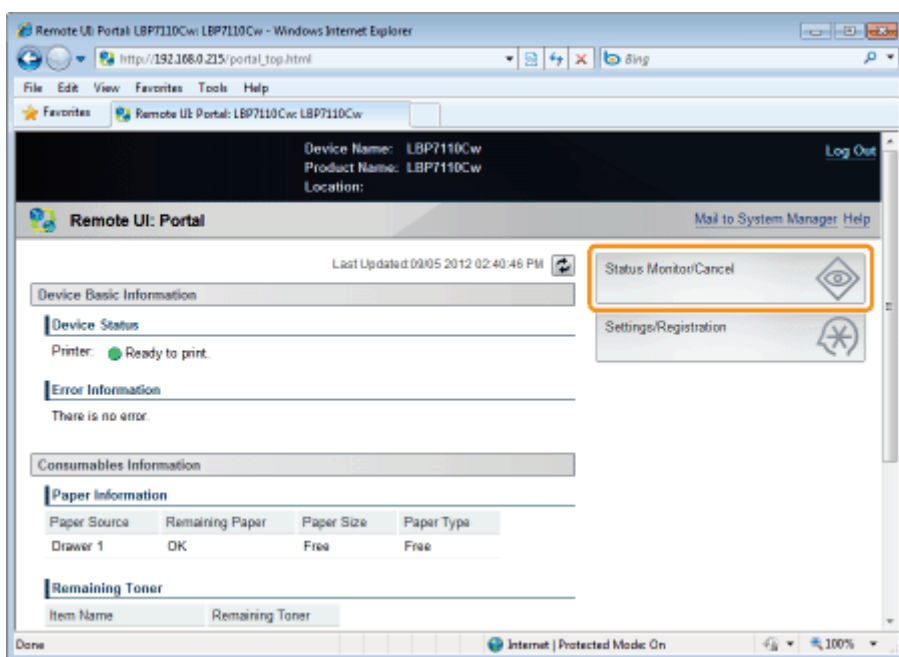 Remote UI: Portal: LBP7110Cw: LBP7110Cw - Windows Internet Explorer
http://192.168.0.215/portal_top.html
Bing
File Edit View Favorites Tools Help
Favorites
Remote UI: Portal: LBP7110Cw: LBP7110Cw
Device Name: LBP7110Cw
Product Name: LBP7110Cw
Location:
Log Out
Remote UI: Portal
Mail to System Manager Help
Last Updated:09/05 2012 02:40:46 PM
Status Monitor/Cancel
Device Basic Information
Device Status
Settings/Registration
Printer: Ready to print.
Error Information
There is no error.
Consumables Information
Paper Information
Paper Source Remaining Paper Paper Size Paper Type
Drawer 1 OK Free Free
Remaining Toner
Item Name Remaining Toner
Done
Internet | Protected Mode: On
100%